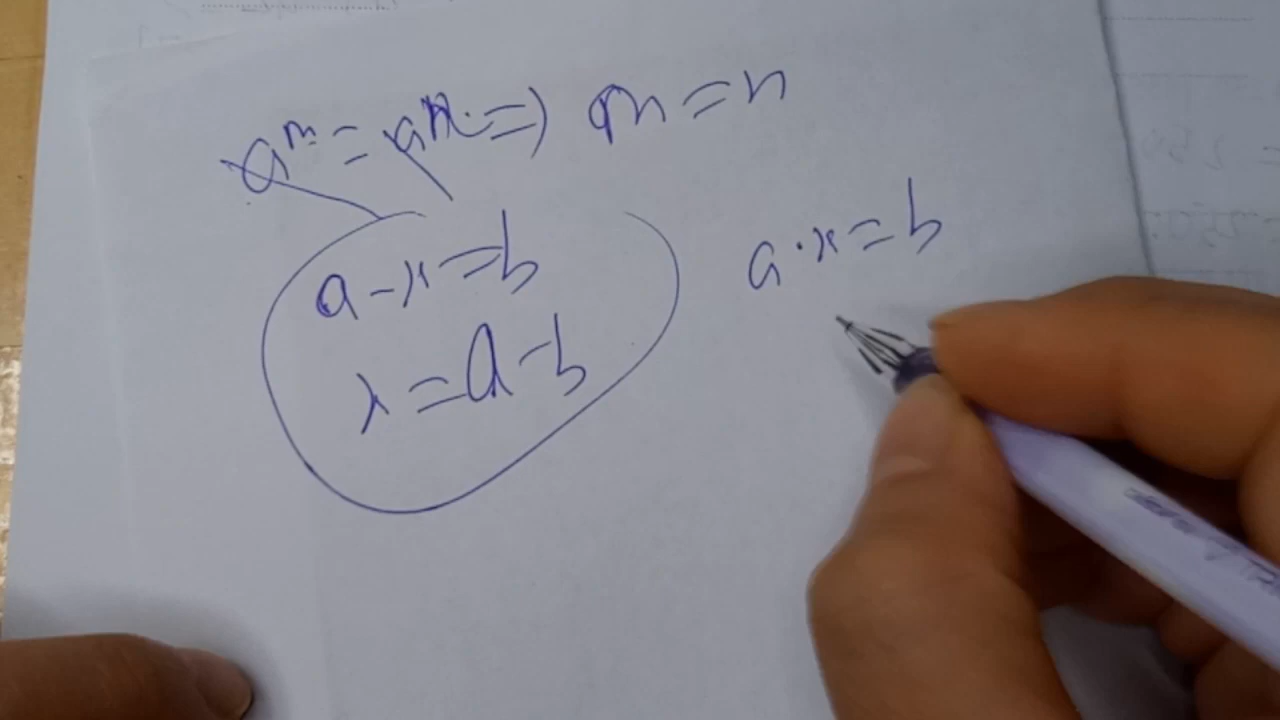 a^m = a^n => m = n
a - x = b
x = a - b
a · x = b